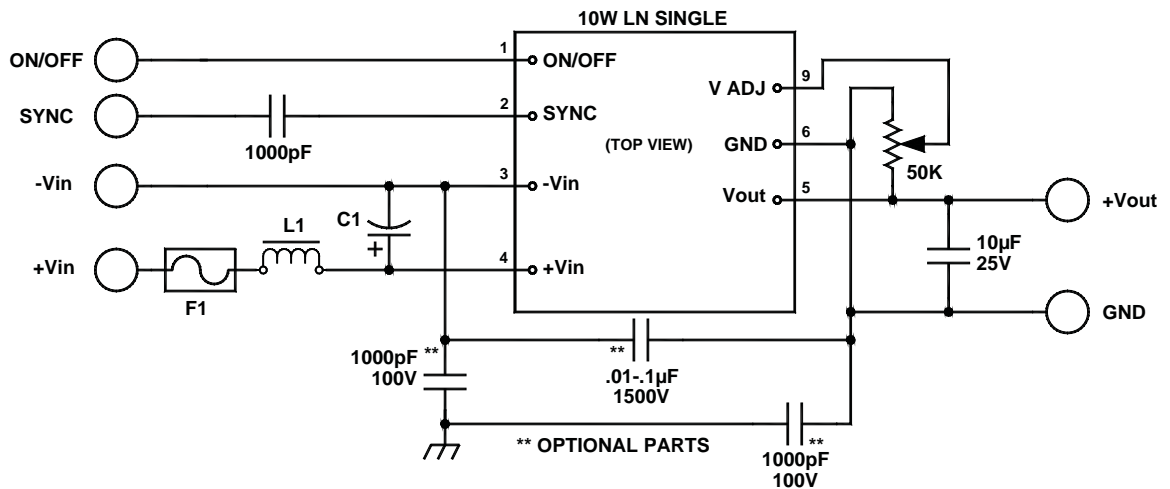 10W LN SINGLE
ON/OFF
1
ON/OFF
SYNC
2
SYNC
1000pF
-Vin
3
-Vin
C1
+
L1
+Vin
4
+Vin
F1
(TOP VIEW)
V ADJ
9
GND
6
50K
Vout
5
+Vout
10µF
25V
GND
1000pF **
100V
**
.01-.1µF
1500V
** OPTIONAL PARTS
**
1000pF
100V